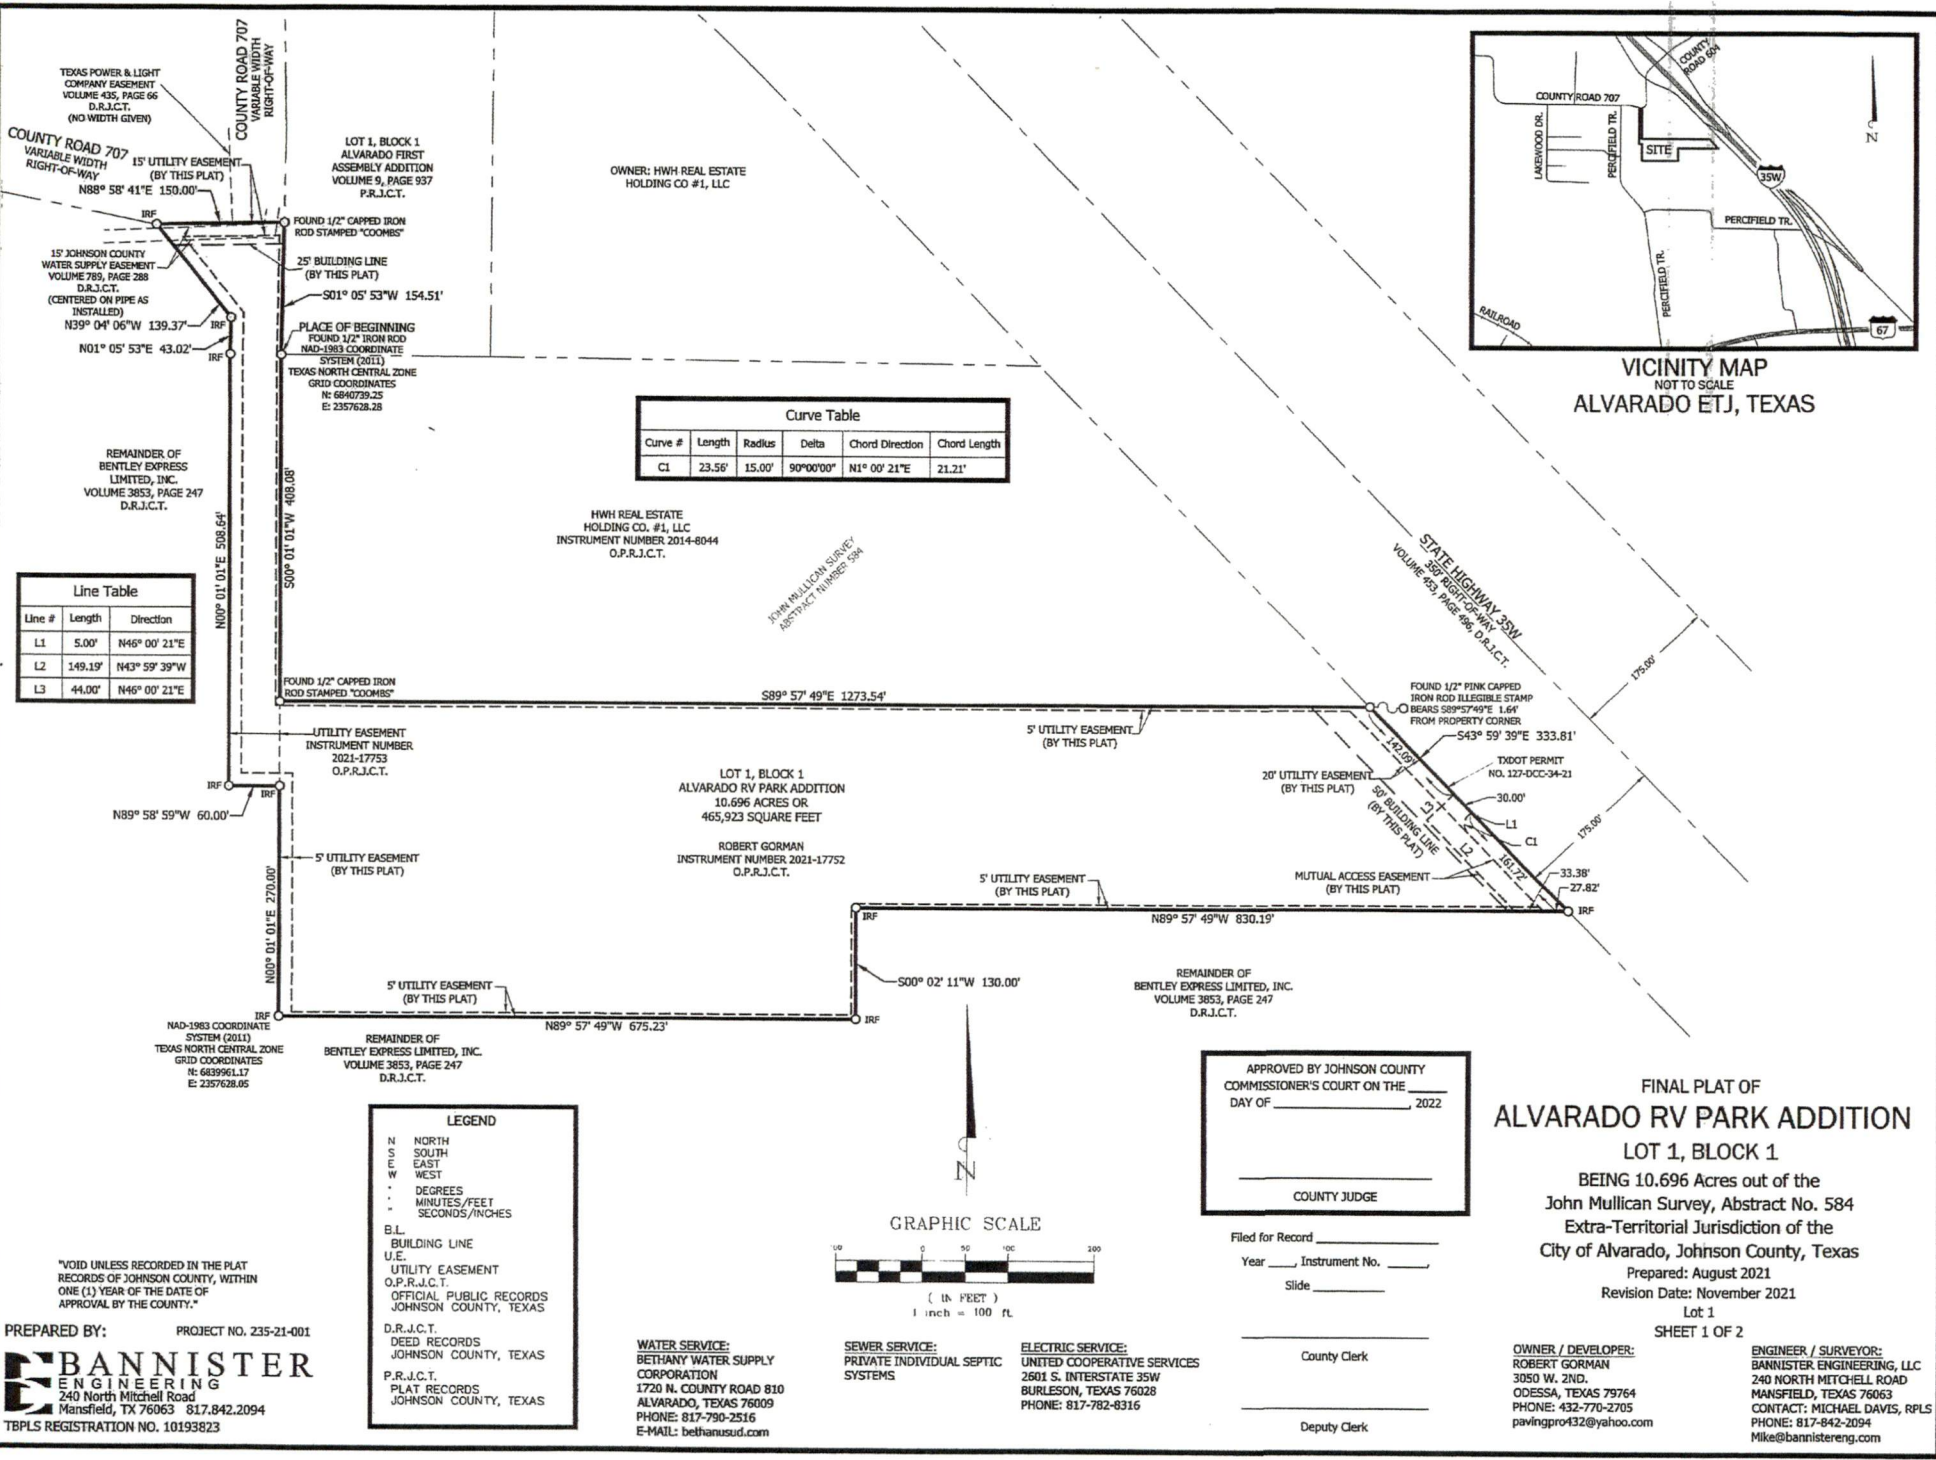 TEXAS POWER & LIGHT
COMPANY EASEMENT
VOLUME 435, PAGE 66
D.R.J.C.T.
(NO WIDTH GIVEN)
COUNTY ROAD 707
VARIABLE WIDTH
RIGHT-OF-WAY
COUNTY ROAD 707
VARIABLE WIDTH
RIGHT-OF-WAY
15' UTILITY EASEMENT
(BY THIS PLAT)
N88° 58' 41"E 150.00'
IRF
LOT 1, BLOCK 1
ALVARADO FIRST
ASSEMBLY ADDITION
VOLUME 9, PAGE 937
P.R.J.C.T.
OWNER: HWH REAL ESTATE
HOLDING CO #1, LLC
FOUND 1/2" CAPPED IRON
ROD STAMPED "COOMBS"
15' JOHNSON COUNTY
WATER SUPPLY EASEMENT
VOLUME 789, PAGE 288
D.R.J.C.T.
(CENTERED ON PIPE AS
INSTALLED)
N39° 04' 06"W 139.37'
IRF
N01° 05' 53"E 43.02'
IRF
25' BUILDING LINE
(BY THIS PLAT)
S01° 05' 53"W 154.51'
PLACE OF BEGINNING
FOUND 1/2" IRON ROD
NAD-1983 COORDINATE
SYSTEM (2011)
TEXAS NORTH CENTRAL ZONE
GRID COORDINATES
N: 6840739.25
E: 2357628.28
COUNTY ROAD 604
COUNTY ROAD 707
LAKEWOOD DR.
PERCIFIELD TR.
SITE
35W
N
PERCIFIELD TR.
PERCIFIELD TR.
RAILROAD
67
VICINITY MAP
NOT TO SCALE
ALVARADO ETJ, TEXAS
Curve Table
Curve # Length Radius Delta Chord Direction Chord Length
C1 23.56' 15.00' 90°00'00" N1° 00' 21"E 21.21'
REMAINDER OF
BENTLEY EXPRESS
LIMITED, INC.
VOLUME 3853, PAGE 247
D.R.J.C.T.
N00° 01' 01"E 508.64'
S00° 01' 01"W 408.08'
HWH REAL ESTATE
HOLDING CO. #1, LLC
INSTRUMENT NUMBER 2014-8044
O.P.R.J.C.T.
JOHN MULLICAN SURVEY
ABSTRACT NUMBER 584
STATE HIGHWAY 35W
350' RIGHT-OF-WAY
VOLUME 453, PAGE 496, D.R.J.C.T.
175.00'
Line Table
Line # Length Direction
L1 5.00' N46° 00' 21"E
L2 149.19' N43° 59' 39"W
L3 44.00' N46° 00' 21"E
FOUND 1/2" CAPPED IRON
ROD STAMPED "COOMBS"
S89° 57' 49"E 1273.54'
FOUND 1/2" PINK CAPPED
IRON ROD ILLEGIBLE STAMP
BEARS S89°57'49"E 1.64'
FROM PROPERTY CORNER
S43° 59' 39"E 333.81'
TXDOT PERMIT
NO. 127-DCC-34-21
30.00'
L1
C1
175.00'
UTILITY EASEMENT
INSTRUMENT NUMBER
2021-17753
O.P.R.J.C.T.
5' UTILITY EASEMENT
(BY THIS PLAT)
142.09'
20' UTILITY EASEMENT
(BY THIS PLAT)
50' BUILDING LINE
(BY THIS PLAT)
L3
L2
161.72'
IRF
IRF
N89° 58' 59"W 60.00'
LOT 1, BLOCK 1
ALVARADO RV PARK ADDITION
10.696 ACRES OR
465,923 SQUARE FEET
ROBERT GORMAN
INSTRUMENT NUMBER 2021-17752
O.P.R.J.C.T.
5' UTILITY EASEMENT
(BY THIS PLAT)
5' UTILITY EASEMENT
(BY THIS PLAT)
MUTUAL ACCESS EASEMENT
(BY THIS PLAT)
33.38'
27.82'
IRF
IRF
N89° 57' 49"W 830.19'
N00° 01' 01"E 270.00'
5' UTILITY EASEMENT
(BY THIS PLAT)
S00° 02' 11"W 130.00'
REMAINDER OF
BENTLEY EXPRESS LIMITED, INC.
VOLUME 3853, PAGE 247
D.R.J.C.T.
IRF
IRF
N89° 57' 49"W 675.23'
NAD-1983 COORDINATE
SYSTEM (2011)
TEXAS NORTH CENTRAL ZONE
GRID COORDINATES
N: 6839961.17
E: 2357628.05
REMAINDER OF
BENTLEY EXPRESS LIMITED, INC.
VOLUME 3853, PAGE 247
D.R.J.C.T.
LEGEND
N NORTH
S SOUTH
E EAST
W WEST
° DEGREES
' MINUTES/FEET
" SECONDS/INCHES
B.L.
BUILDING LINE
U.E.
UTILITY EASEMENT
O.P.R.J.C.T.
OFFICIAL PUBLIC RECORDS
JOHNSON COUNTY, TEXAS
D.R.J.C.T.
DEED RECORDS
JOHNSON COUNTY, TEXAS
P.R.J.C.T.
PLAT RECORDS
JOHNSON COUNTY, TEXAS
N
GRAPHIC SCALE
0 50 100 200
( IN FEET )
1 inch = 100 ft.
APPROVED BY JOHNSON COUNTY
COMMISSIONER'S COURT ON THE ____
DAY OF ____, 2022
COUNTY JUDGE
Filed for Record ____
Year ____, Instrument No. ____,
Slide ____
County Clerk
Deputy Clerk
FINAL PLAT OF
ALVARADO RV PARK ADDITION
LOT 1, BLOCK 1
BEING 10.696 Acres out of the
John Mullican Survey, Abstract No. 584
Extra-Territorial Jurisdiction of the
City of Alvarado, Johnson County, Texas
Prepared: August 2021
Revision Date: November 2021
Lot 1
SHEET 1 OF 2
"VOID UNLESS RECORDED IN THE PLAT
RECORDS OF JOHNSON COUNTY, WITHIN
ONE (1) YEAR OF THE DATE OF
APPROVAL BY THE COUNTY."
PREPARED BY: PROJECT NO. 235-21-001
BANNISTER
ENGINEERING
240 North Mitchell Road
Mansfield, TX 76063 817.842.2094
TBPLS REGISTRATION NO. 10193823
WATER SERVICE:
BETHANY WATER SUPPLY
CORPORATION
1720 N. COUNTY ROAD 810
ALVARADO, TEXAS 76009
PHONE: 817-790-2516
E-MAIL: bethanusud.com
SEWER SERVICE:
PRIVATE INDIVIDUAL SEPTIC
SYSTEMS
ELECTRIC SERVICE:
UNITED COOPERATIVE SERVICES
2601 S. INTERSTATE 35W
BURLESON, TEXAS 76028
PHONE: 817-782-8316
OWNER / DEVELOPER:
ROBERT GORMAN
3050 W. 2ND.
ODESSA, TEXAS 79764
PHONE: 432-770-2705
pavingpro432@yahoo.com
ENGINEER / SURVEYOR:
BANNISTER ENGINEERING, LLC
240 NORTH MITCHELL ROAD
MANSFIELD, TEXAS 76063
CONTACT: MICHAEL DAVIS, RPLS
PHONE: 817-842-2094
Mike@bannistereng.com